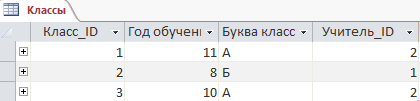 Классы
Класс_ID Год обучени Буква класс Учитель_ID
1 11 А 2
2 8 Б 1
3 10 А 2